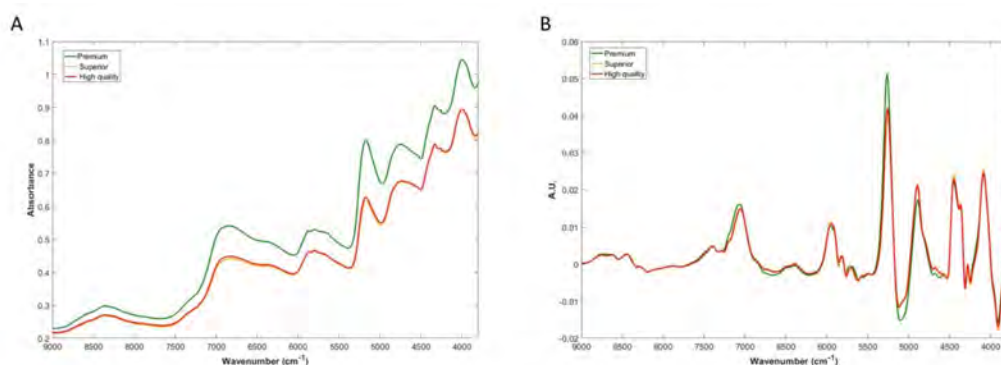 A
1.1
1
0.9
0.8
0.7
0.6
0.5
0.4
0.3
0.2
Absorbance
Premium
Superior
High quality
9000 8500 8000 7500 7000 6500 6000 5500 5000 4500 4000
Wavenumber (cm⁻¹)
B
0.06
0.05
0.04
0.03
0.02
0.01
0
-0.01
-0.02
A.U.
Premium
Superior
High quality
9000 8500 8000 7500 7000 6500 6000 5500 5000 4500 4000
Wavenumber (cm⁻¹)